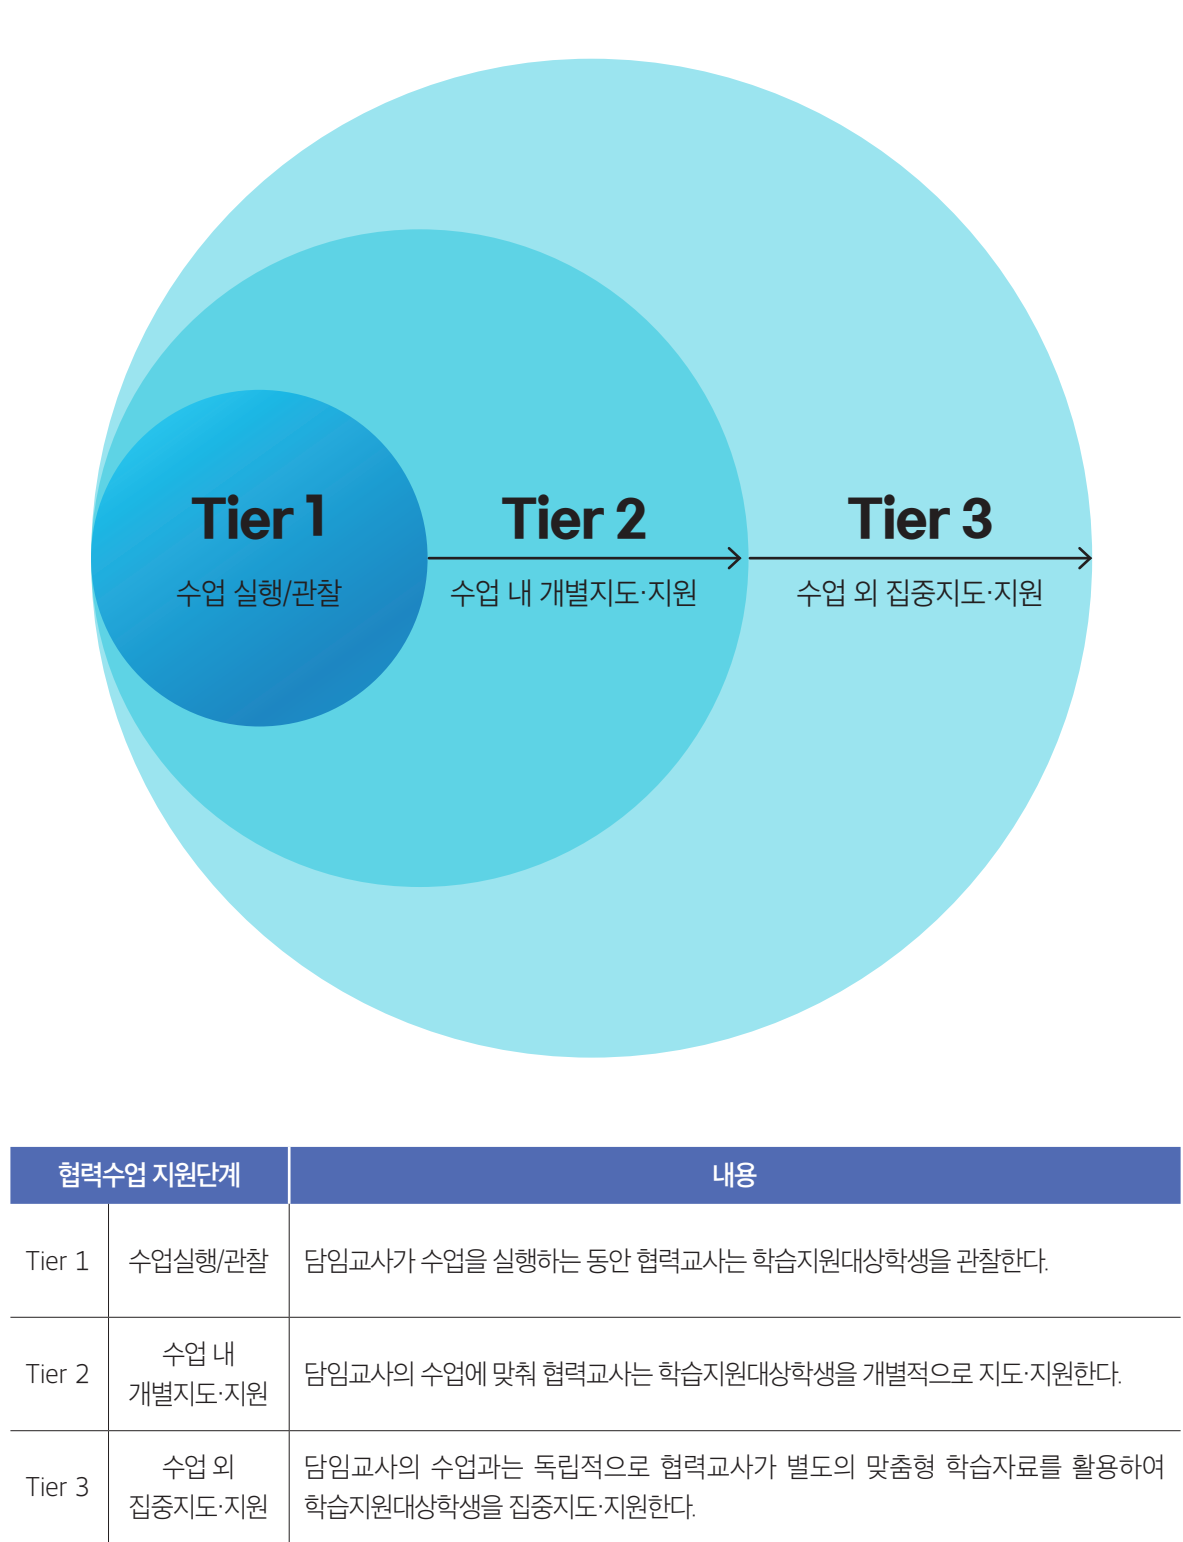 Tier 1
Tier 2
Tier 3
수업 실행/관찰
수업 내 개별지도·지원
수업 외 집중지도·지원
협력수업 지원단계
내용
Tier 1
수업실행/관찰
담임교사가 수업을 실행하는 동안 협력교사는 학습지원대상학생을 관찰한다.
Tier 2
수업 내
개별지도·지원
담임교사의 수업에 맞춰 협력교사는 학습지원대상학생을 개별적으로 지도·지원한다.
Tier 3
수업 외
집중지도·지원
담임교사의 수업과는 독립적으로 협력교사가 별도의 맞춤형 학습자료를 활용하여
학습지원대상학생을 집중지도·지원한다.